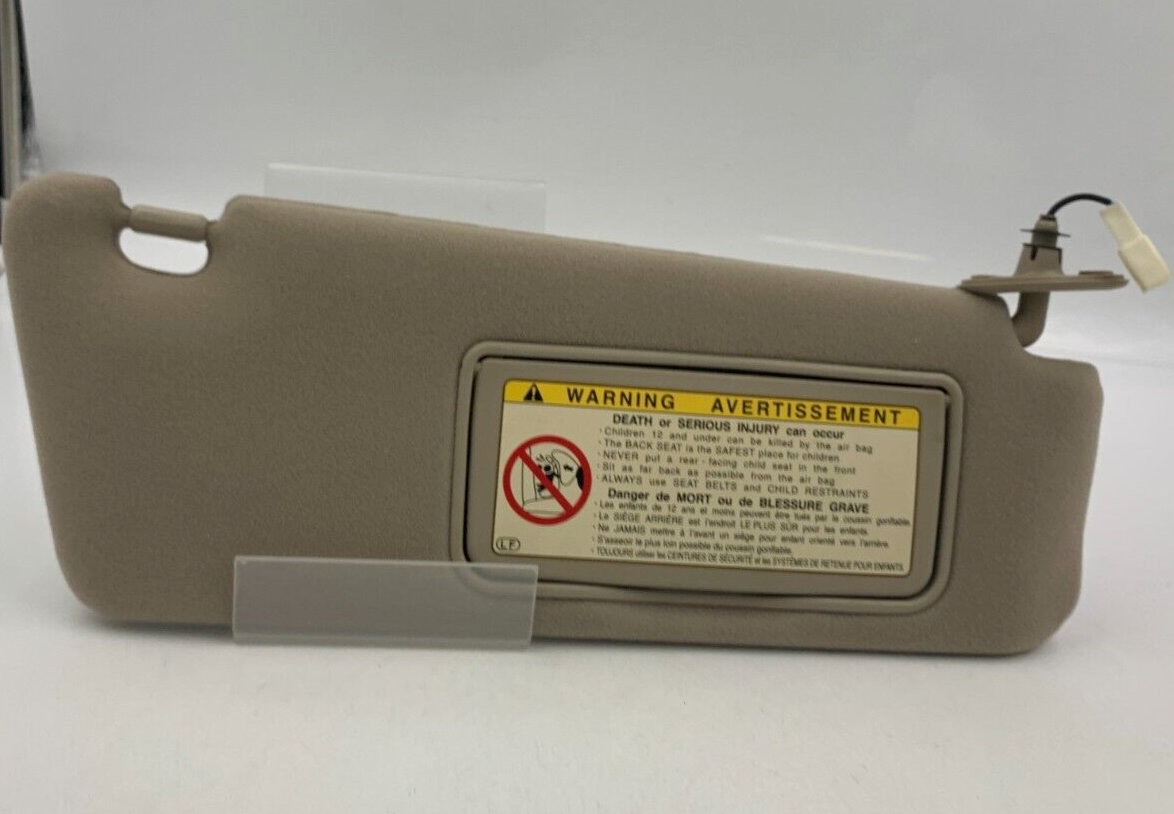 WARNING AVERTISSEMENT
DEATH or SERIOUS INJURY can occur
· Children 12 and under can be killed by the air bag
· The BACK SEAT is the SAFEST place for children
· NEVER put a rear-facing child seat in the front
· Sit as far back as possible from the air bag
· ALWAYS use SEAT BELTS and CHILD RESTRAINTS
Danger de MORT ou de BLESSURE GRAVE
· Les enfants de 12 ans et moins peuvent être tués par le coussin gonflable.
· Le SIÈGE ARRIÈRE est l'endroit LE PLUS SÛR pour les enfants.
· Ne JAMAIS mettre à l'avant un siège pour enfant orienté vers l'arrière.
· S'asseoir le plus loin possible du coussin gonflable.
· TOUJOURS utiliser les CEINTURES DE SÉCURITÉ et les SYSTÈMES DE RETENUE POUR ENFANTS.
LF